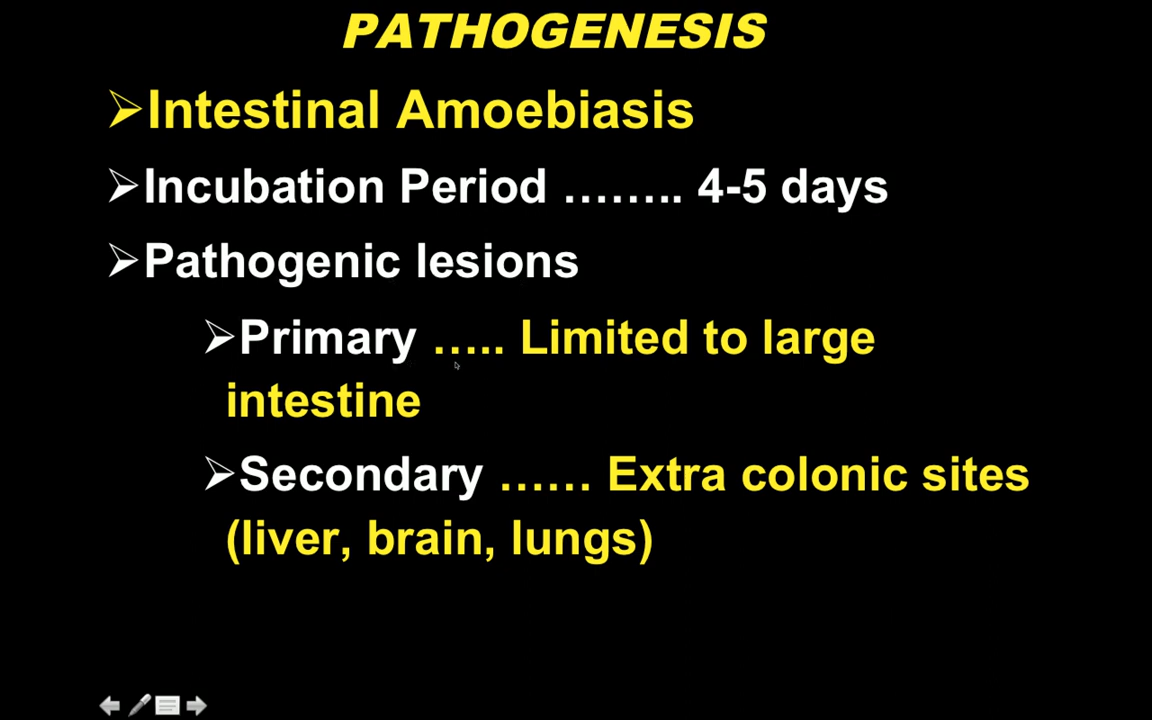 PATHOGENESIS
➢Intestinal Amoebiasis
➢Incubation Period …….. 4-5 days
➢Pathogenic lesions
➢Primary ….. Limited to large
intestine
➢Secondary …… Extra colonic sites
(liver, brain, lungs)